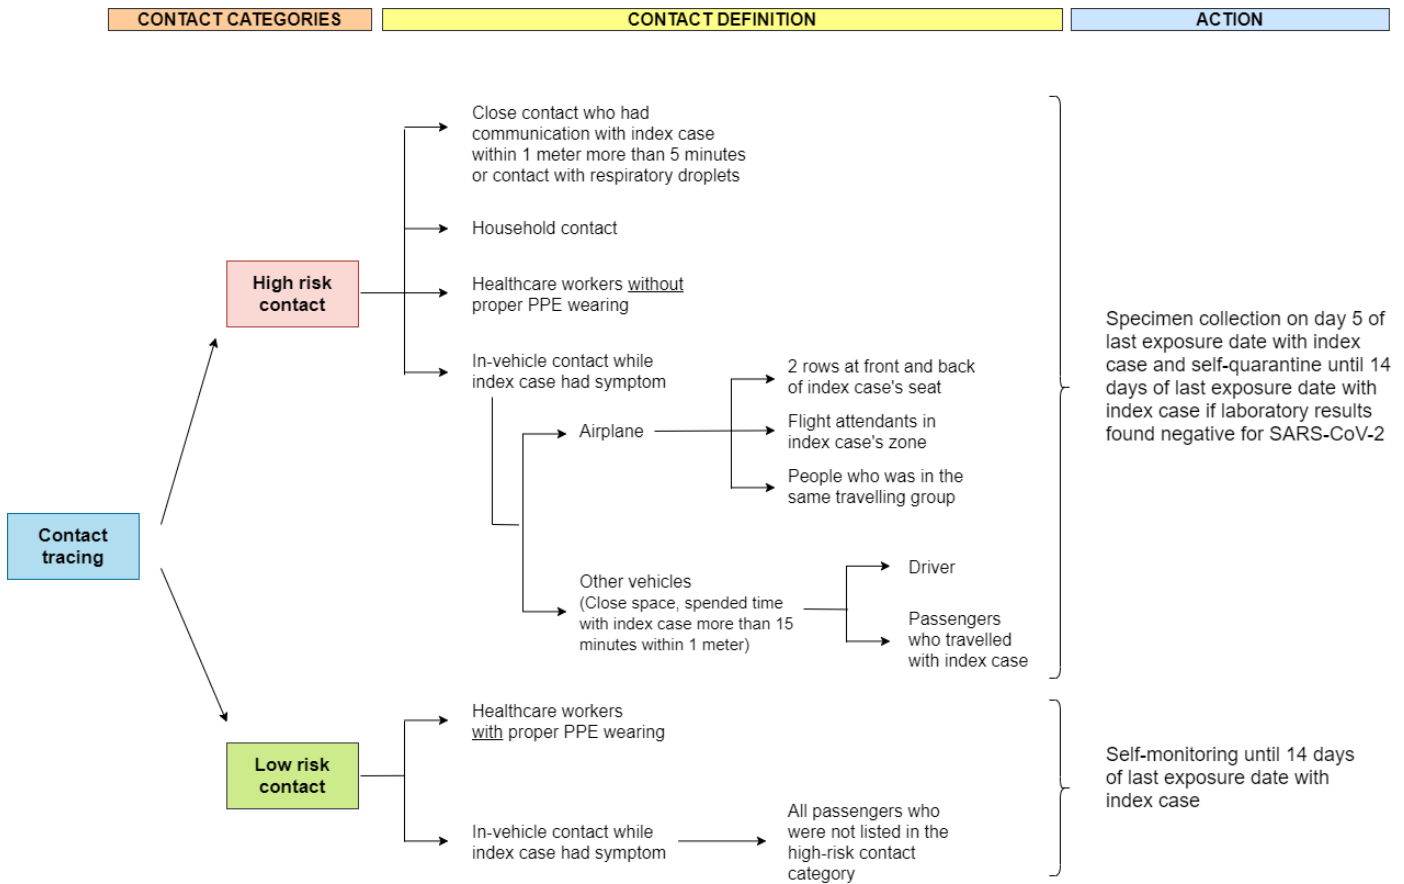 CONTACT CATEGORIES
CONTACT DEFINITION
ACTION
Contact
tracing
High risk
contact
Close contact who had
communication with index case
within 1 meter more than 5 minutes
or contact with respiratory droplets
Household contact
Healthcare workers without
proper PPE wearing
In-vehicle contact while
index case had symptom
Airplane
2 rows at front and back
of index case's seat
Flight attendants in
index case's zone
People who was in the
same travelling group
Other vehicles
(Close space, spended time
with index case more than 15
minutes within 1 meter)
Driver
Passengers
who travelled
with index case
Specimen collection on day 5 of
last exposure date with index
case and self-quarantine until 14
days of last exposure date with
index case if laboratory results
found negative for SARS-CoV-2
Low risk
contact
Healthcare workers
with proper PPE wearing
In-vehicle contact while
index case had symptom
All passengers who
were not listed in the
high-risk contact
category
Self-monitoring until 14 days
of last exposure date with
index case